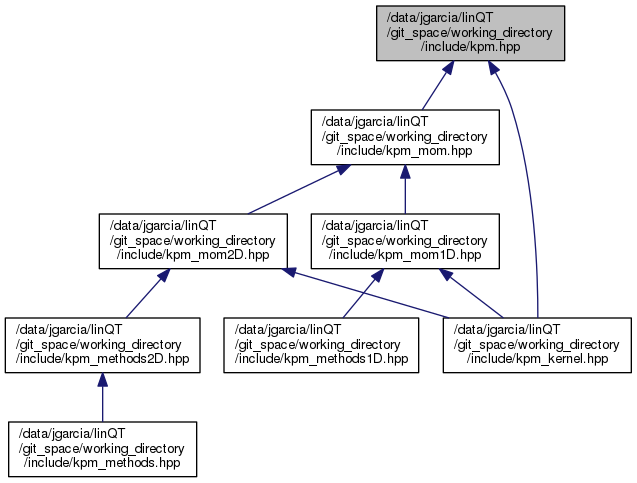 /data/jgarcia/linQT
/git_space/working_directory
/include/kpm.hpp
/data/jgarcia/linQT
/git_space/working_directory
/include/kpm_mom.hpp
/data/jgarcia/linQT
/git_space/working_directory
/include/kpm_mom2D.hpp
/data/jgarcia/linQT
/git_space/working_directory
/include/kpm_mom1D.hpp
/data/jgarcia/linQT
/git_space/working_directory
/include/kpm_methods2D.hpp
/data/jgarcia/linQT
/git_space/working_directory
/include/kpm_methods1D.hpp
/data/jgarcia/linQT
/git_space/working_directory
/include/kpm_kernel.hpp
/data/jgarcia/linQT
/git_space/working_directory
/include/kpm_methods.hpp